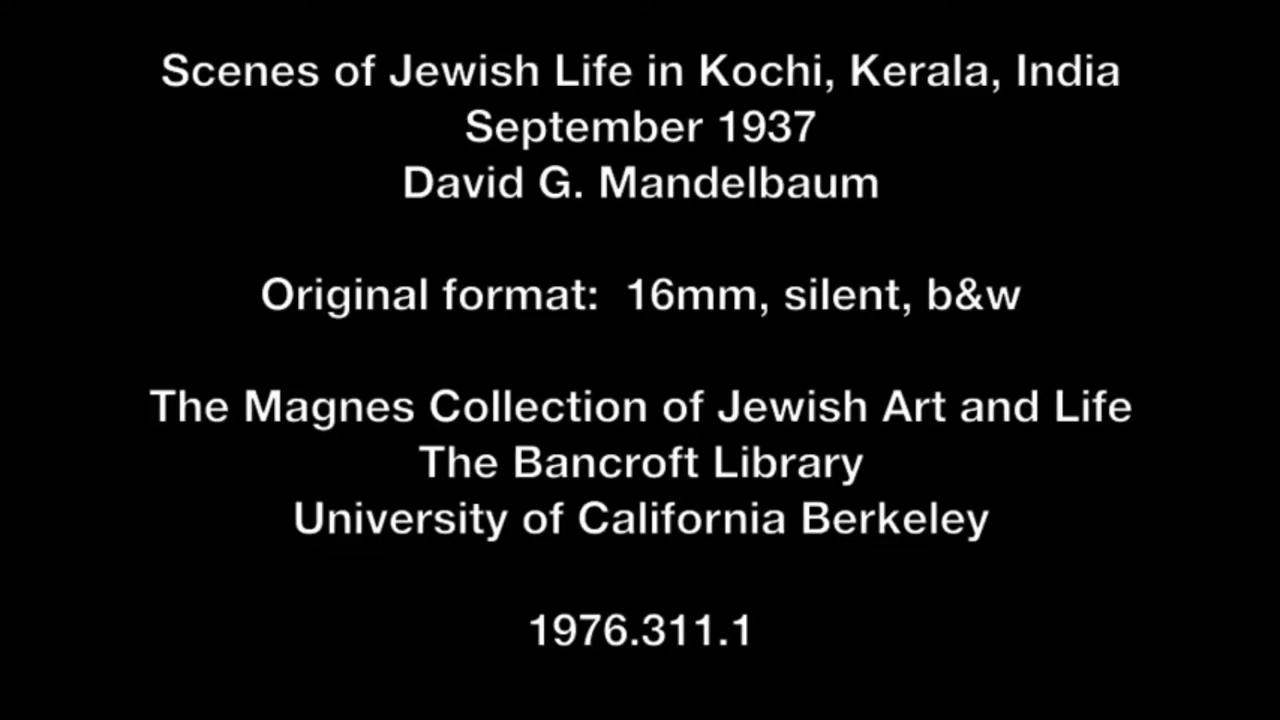 Scenes of Jewish Life in Kochi, Kerala, India
September 1937
David G. Mandelbaum
Original format:  16mm, silent, b&w
The Magnes Collection of Jewish Art and Life
The Bancroft Library
University of California Berkeley
1976.311.1